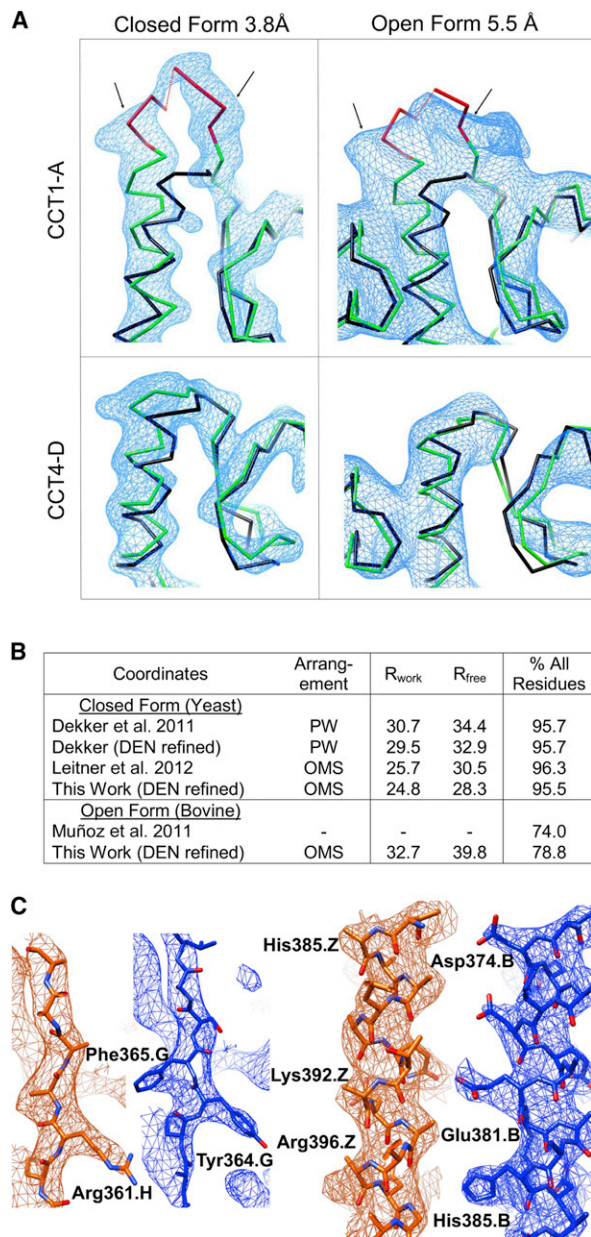 A
Closed Form 3.8Å
Open Form 5.5 Å
CCT1-A
CCT4-D
B
Coordinates Arrang-ement Rwork Rfree % All Residues
Closed Form (Yeast)
Dekker et al. 2011 PW 30.7 34.4 95.7
Dekker (DEN refined) PW 29.5 32.9 95.7
Leitner et al. 2012 OMS 25.7 30.5 96.3
This Work (DEN refined) OMS 24.8 28.3 95.5
Open Form (Bovine)
Muñoz et al. 2011 - - - 74.0
This Work (DEN refined) OMS 32.7 39.8 78.8
C
Phe365.G
Arg361.H
Tyr364.G
His385.Z
Lys392.Z
Arg396.Z
Asp374.B
Glu381.B
His385.B